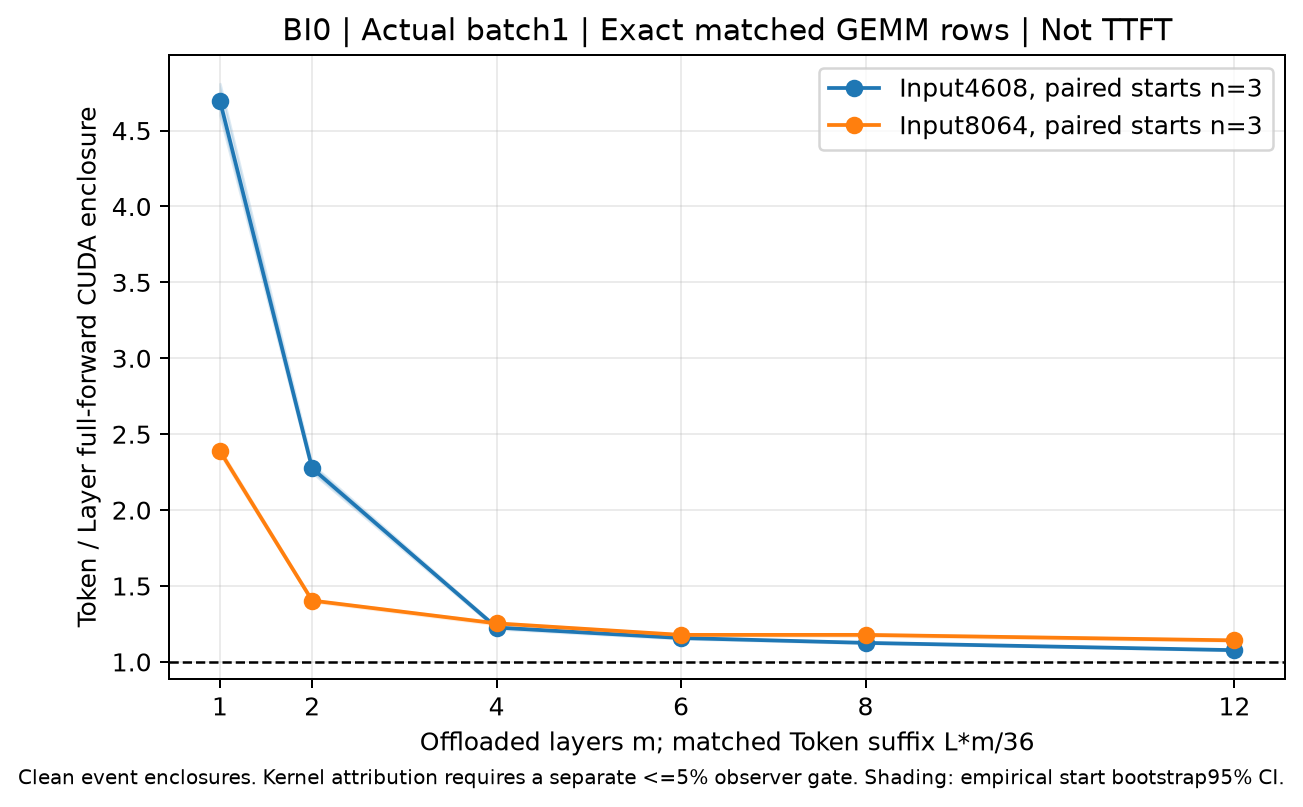 BI0 | Actual batch1 | Exact matched GEMM rows | Not TTFT
Input4608, paired starts n=3
Input8064, paired starts n=3
Token / Layer full-forward CUDA enclosure
4.5
4.0
3.5
3.0
2.5
2.0
1.5
1.0
1 2 4 6 8 12
Offloaded layers m; matched Token suffix L*m/36
Clean event enclosures. Kernel attribution requires a separate <=5% observer gate. Shading: empirical start bootstrap95% CI.